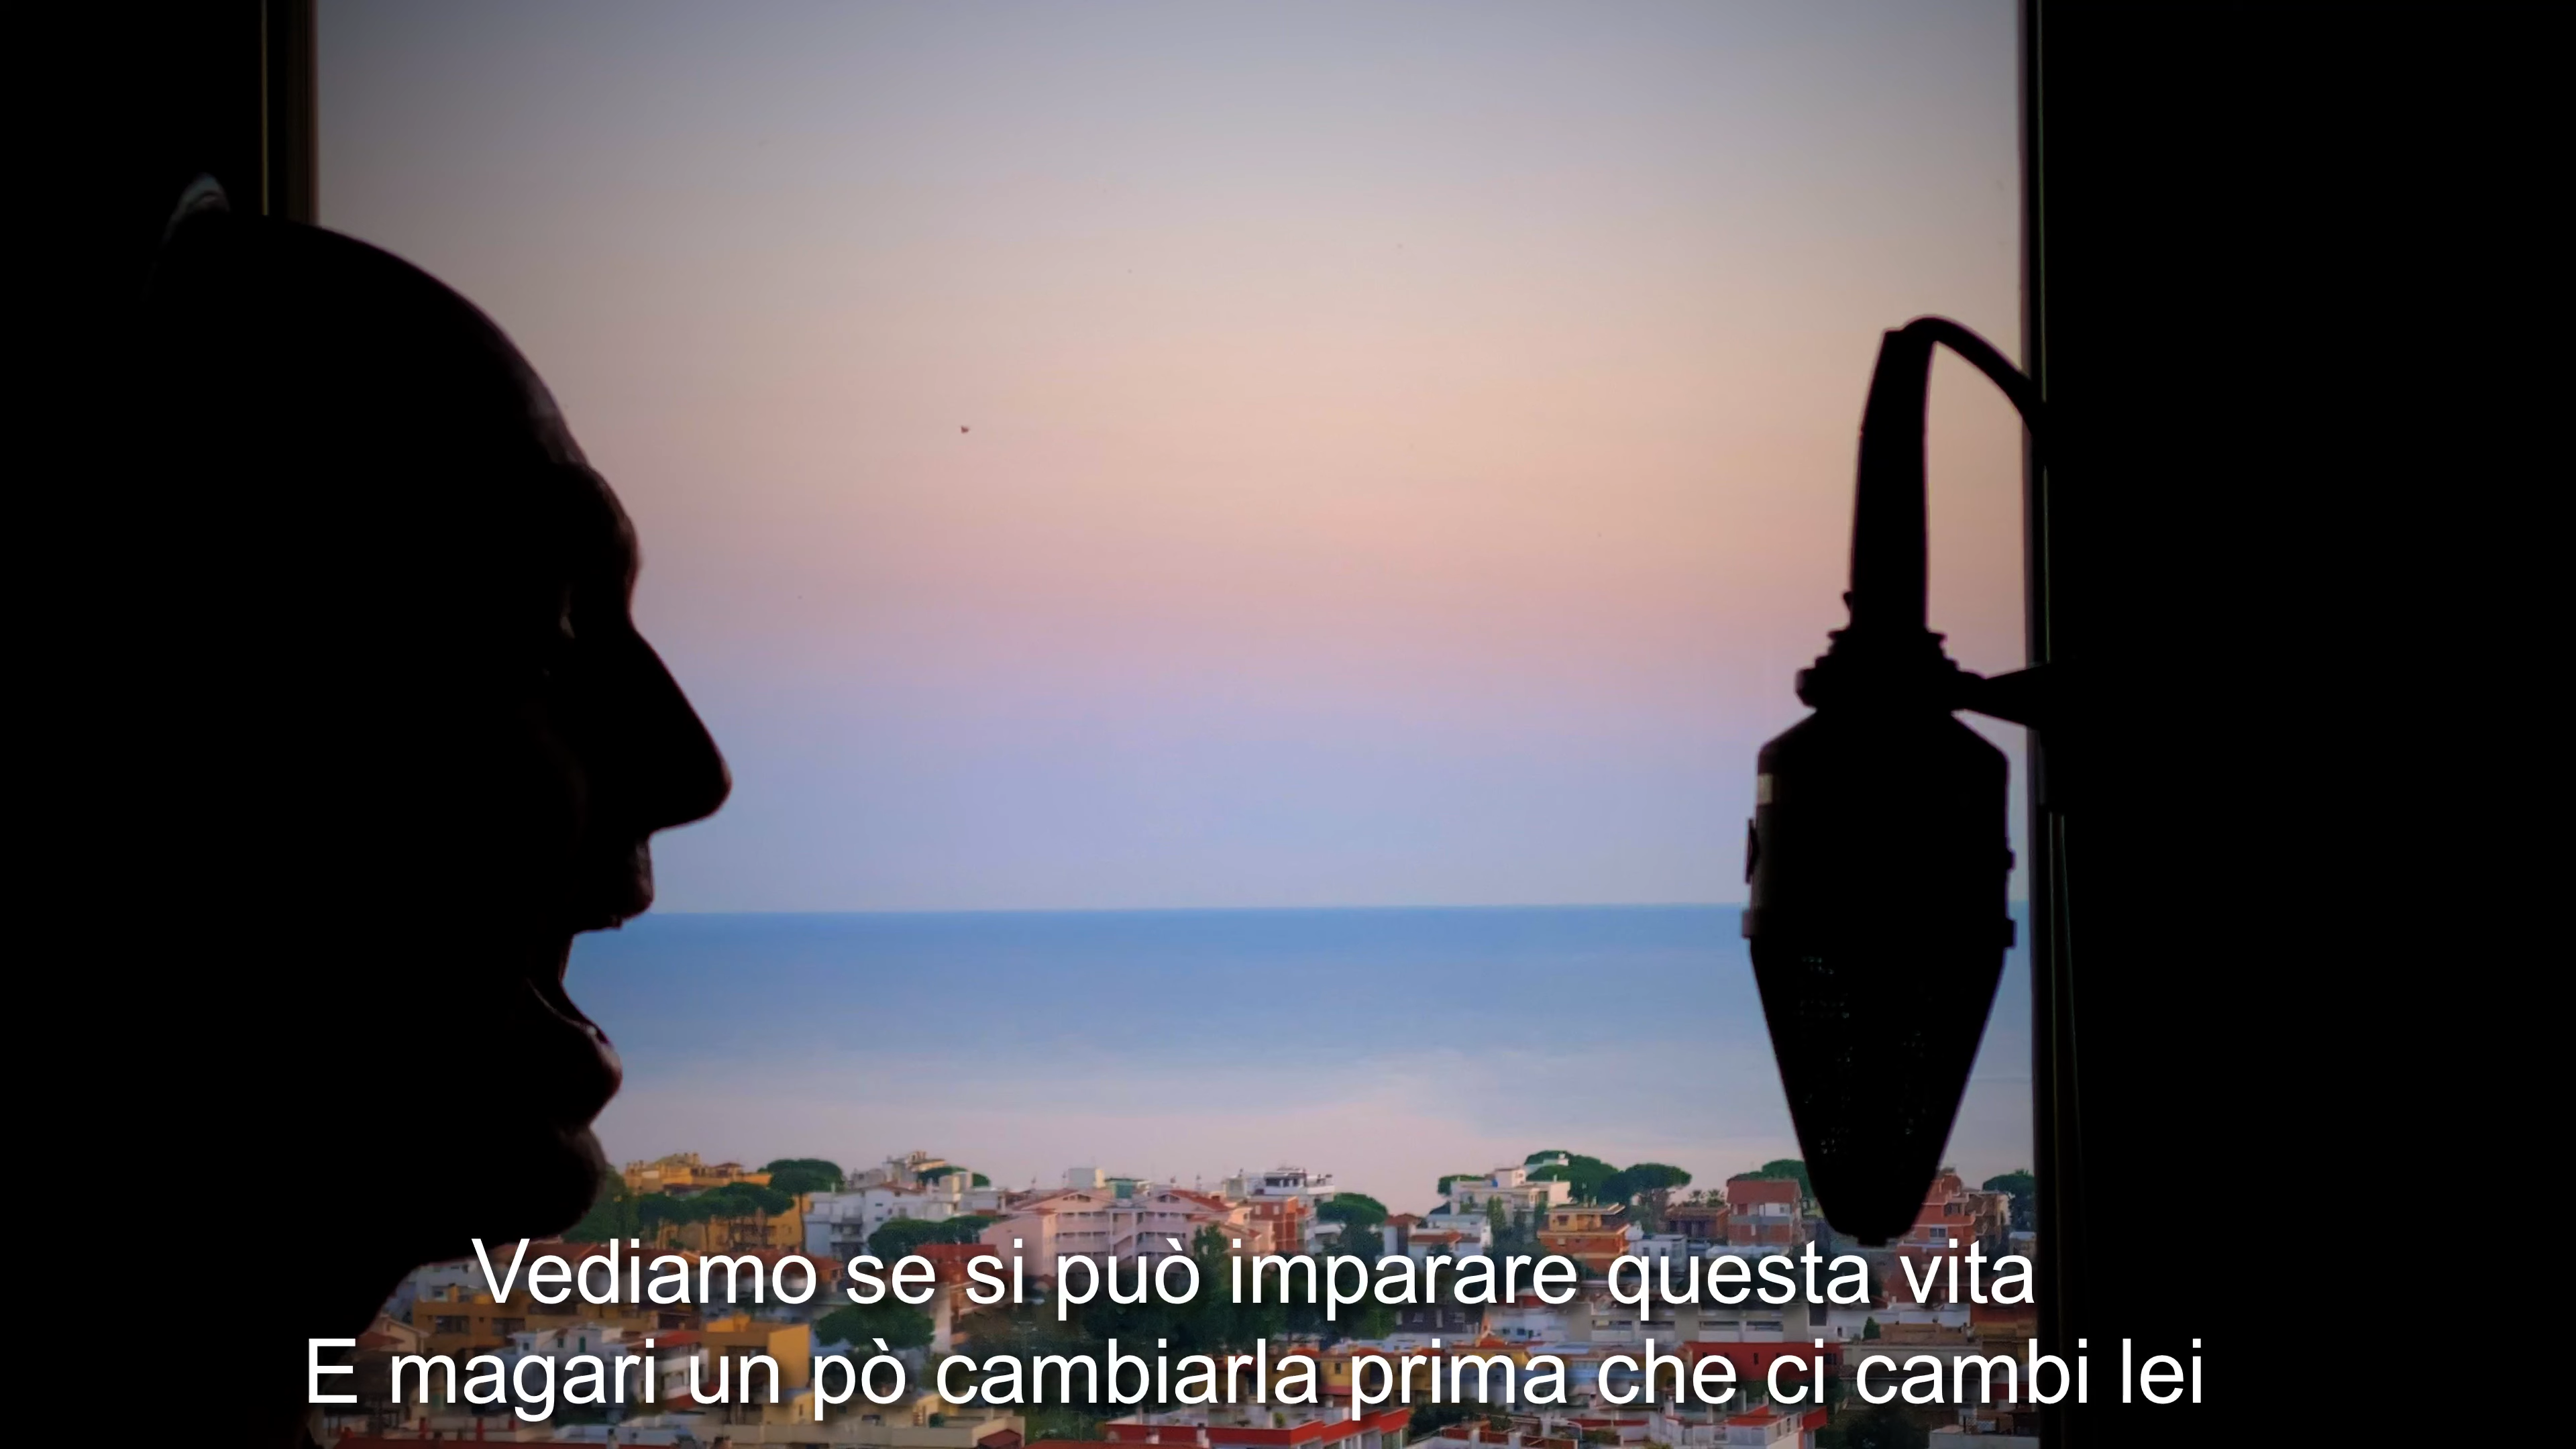 Vediamo se si può imparare questa vita
E magari un pò cambiarla prima che ci cambi lei